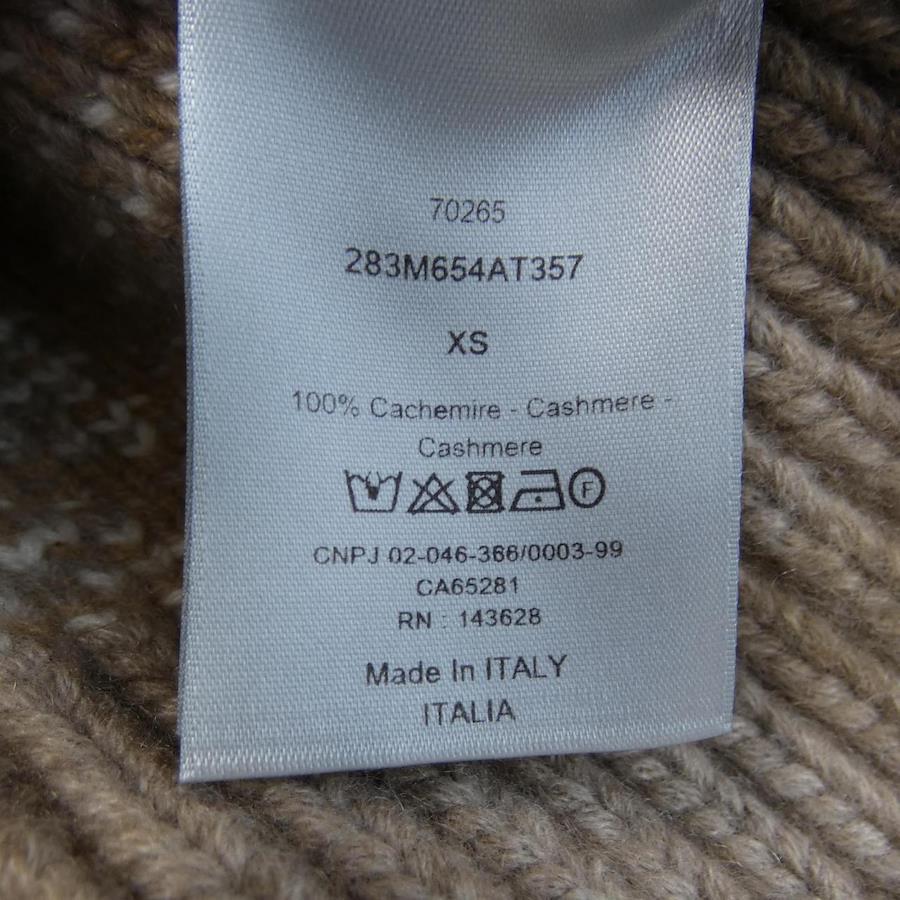 70265
283M654AT357
XS
100% Cachemire - Cashmere -
Cashmere
F
CNPJ 02-046-366/0003-99
CA65281
RN : 143628
Made In ITALY
ITALIA